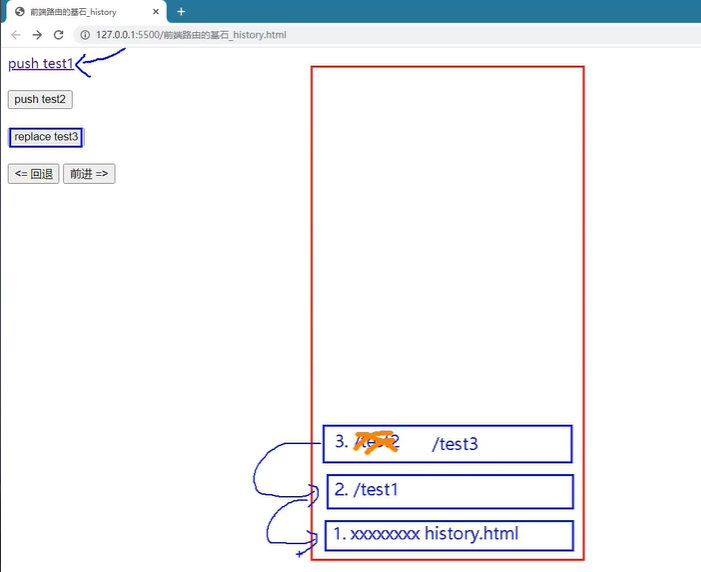 前端路由的基石_history
127.0.0.1:5500/前端路由的基石_history.html
push test1
push test2
replace test3
<= 回退 前进 =>
3. /test2 /test3
2. /test1
1. xxxxxxxx history.html